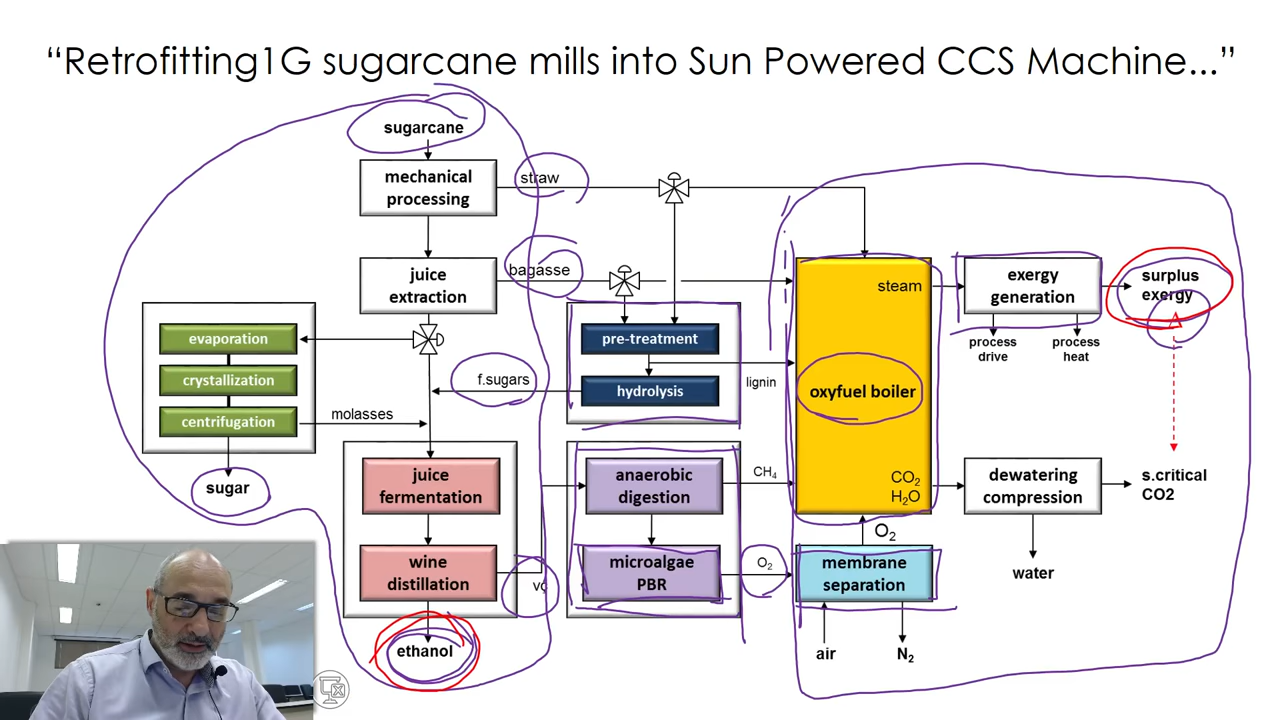 “Retrofitting1G sugarcane mills into Sun Powered CCS Machine...”
sugarcane
mechanical
processing
straw
juice
extraction
bagasse
steam
exergy
generation
surplus
exergy
process
drive
process
heat
evaporation
crystallization
centrifugation
pre-treatment
hydrolysis
f.sugars
lignin
oxyfuel boiler
molasses
sugar
juice
fermentation
anaerobic
digestion
CH₄
CO₂
H₂O
dewatering
compression
s.critical
CO2
O₂
wine
distillation
microalgae
PBR
O₂
membrane
separation
water
ethanol
air
N₂